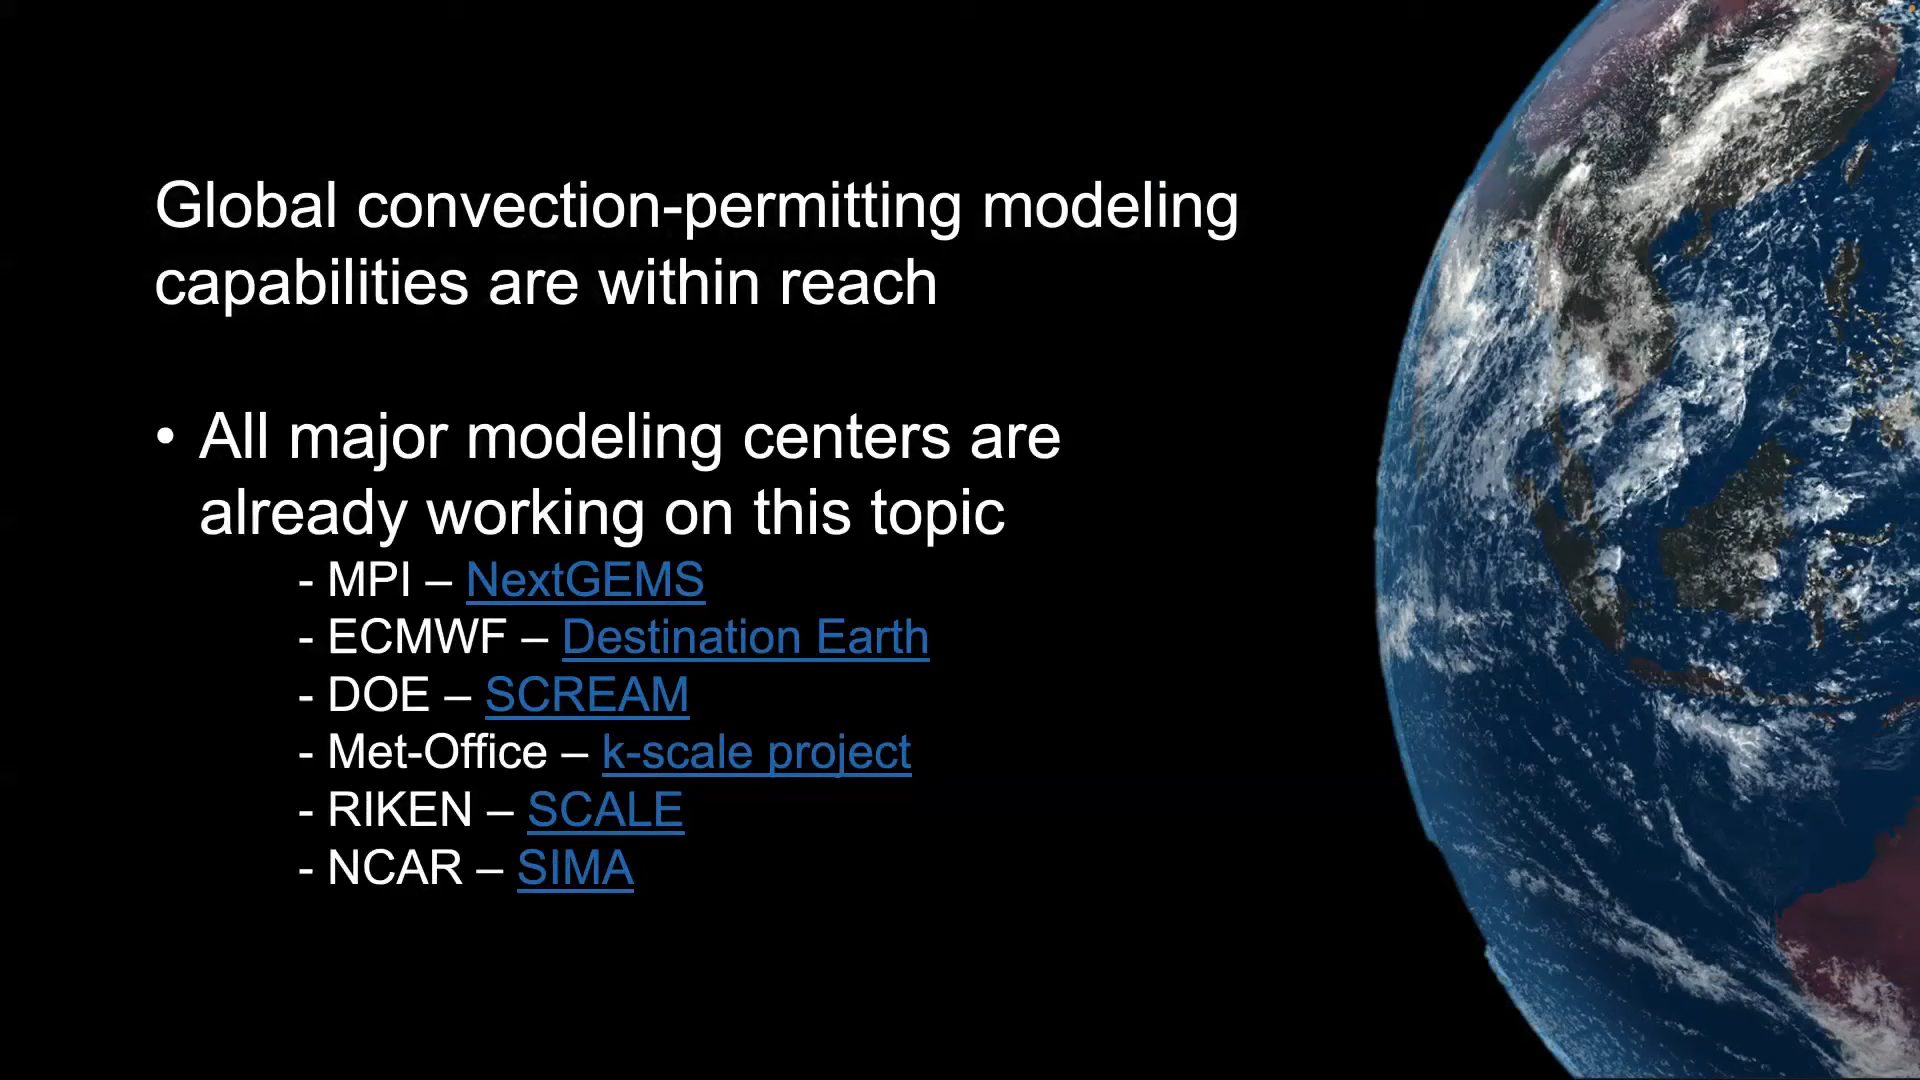 Global convection-permitting modeling
capabilities are within reach
• All major modeling centers are
already working on this topic
- MPI – NextGEMS
- ECMWF – Destination Earth
- DOE – SCREAM
- Met-Office – k-scale project
- RIKEN – SCALE
- NCAR – SIMA